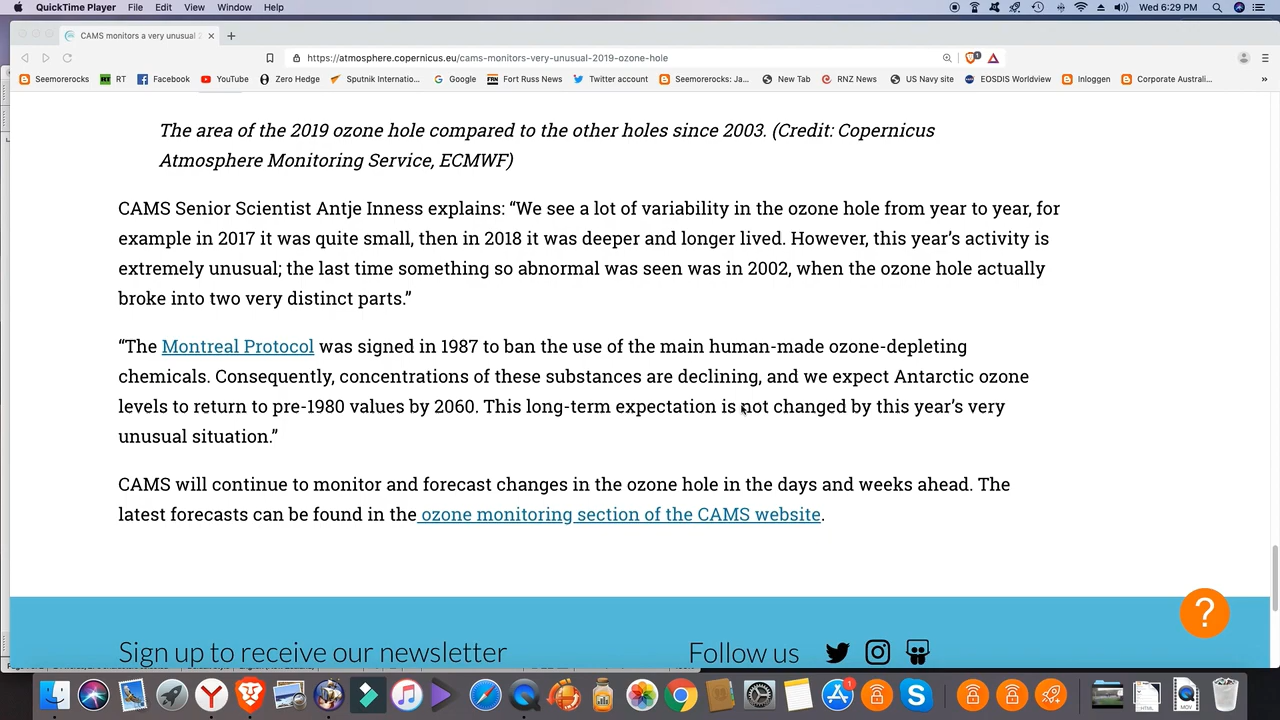 QuickTime Player File Edit View Window Help Wed 6:29 PM
CAMS monitors a very unusual
https://atmosphere.copernicus.eu/cams-monitors-very-unusual-2019-ozone-hole
Seemorerocks RT Facebook YouTube Zero Hedge Sputnik Internatio... Google Fort Russ News Twitter account Seemorerocks: Ja... New Tab RNZ News US Navy site EOSDIS Worldview Inloggen Corporate Australi... »
The area of the 2019 ozone hole compared to the other holes since 2003. (Credit: Copernicus
Atmosphere Monitoring Service, ECMWF)
CAMS Senior Scientist Antje Inness explains: “We see a lot of variability in the ozone hole from year to year, for
example in 2017 it was quite small, then in 2018 it was deeper and longer lived. However, this year’s activity is
extremely unusual; the last time something so abnormal was seen was in 2002, when the ozone hole actually
broke into two very distinct parts.”
“The Montreal Protocol was signed in 1987 to ban the use of the main human-made ozone-depleting
chemicals. Consequently, concentrations of these substances are declining, and we expect Antarctic ozone
levels to return to pre-1980 values by 2060. This long-term expectation is not changed by this year’s very
unusual situation.”
CAMS will continue to monitor and forecast changes in the ozone hole in the days and weeks ahead. The
latest forecasts can be found in the ozone monitoring section of the CAMS website.
?
Sign up to receive our newsletter Follow us